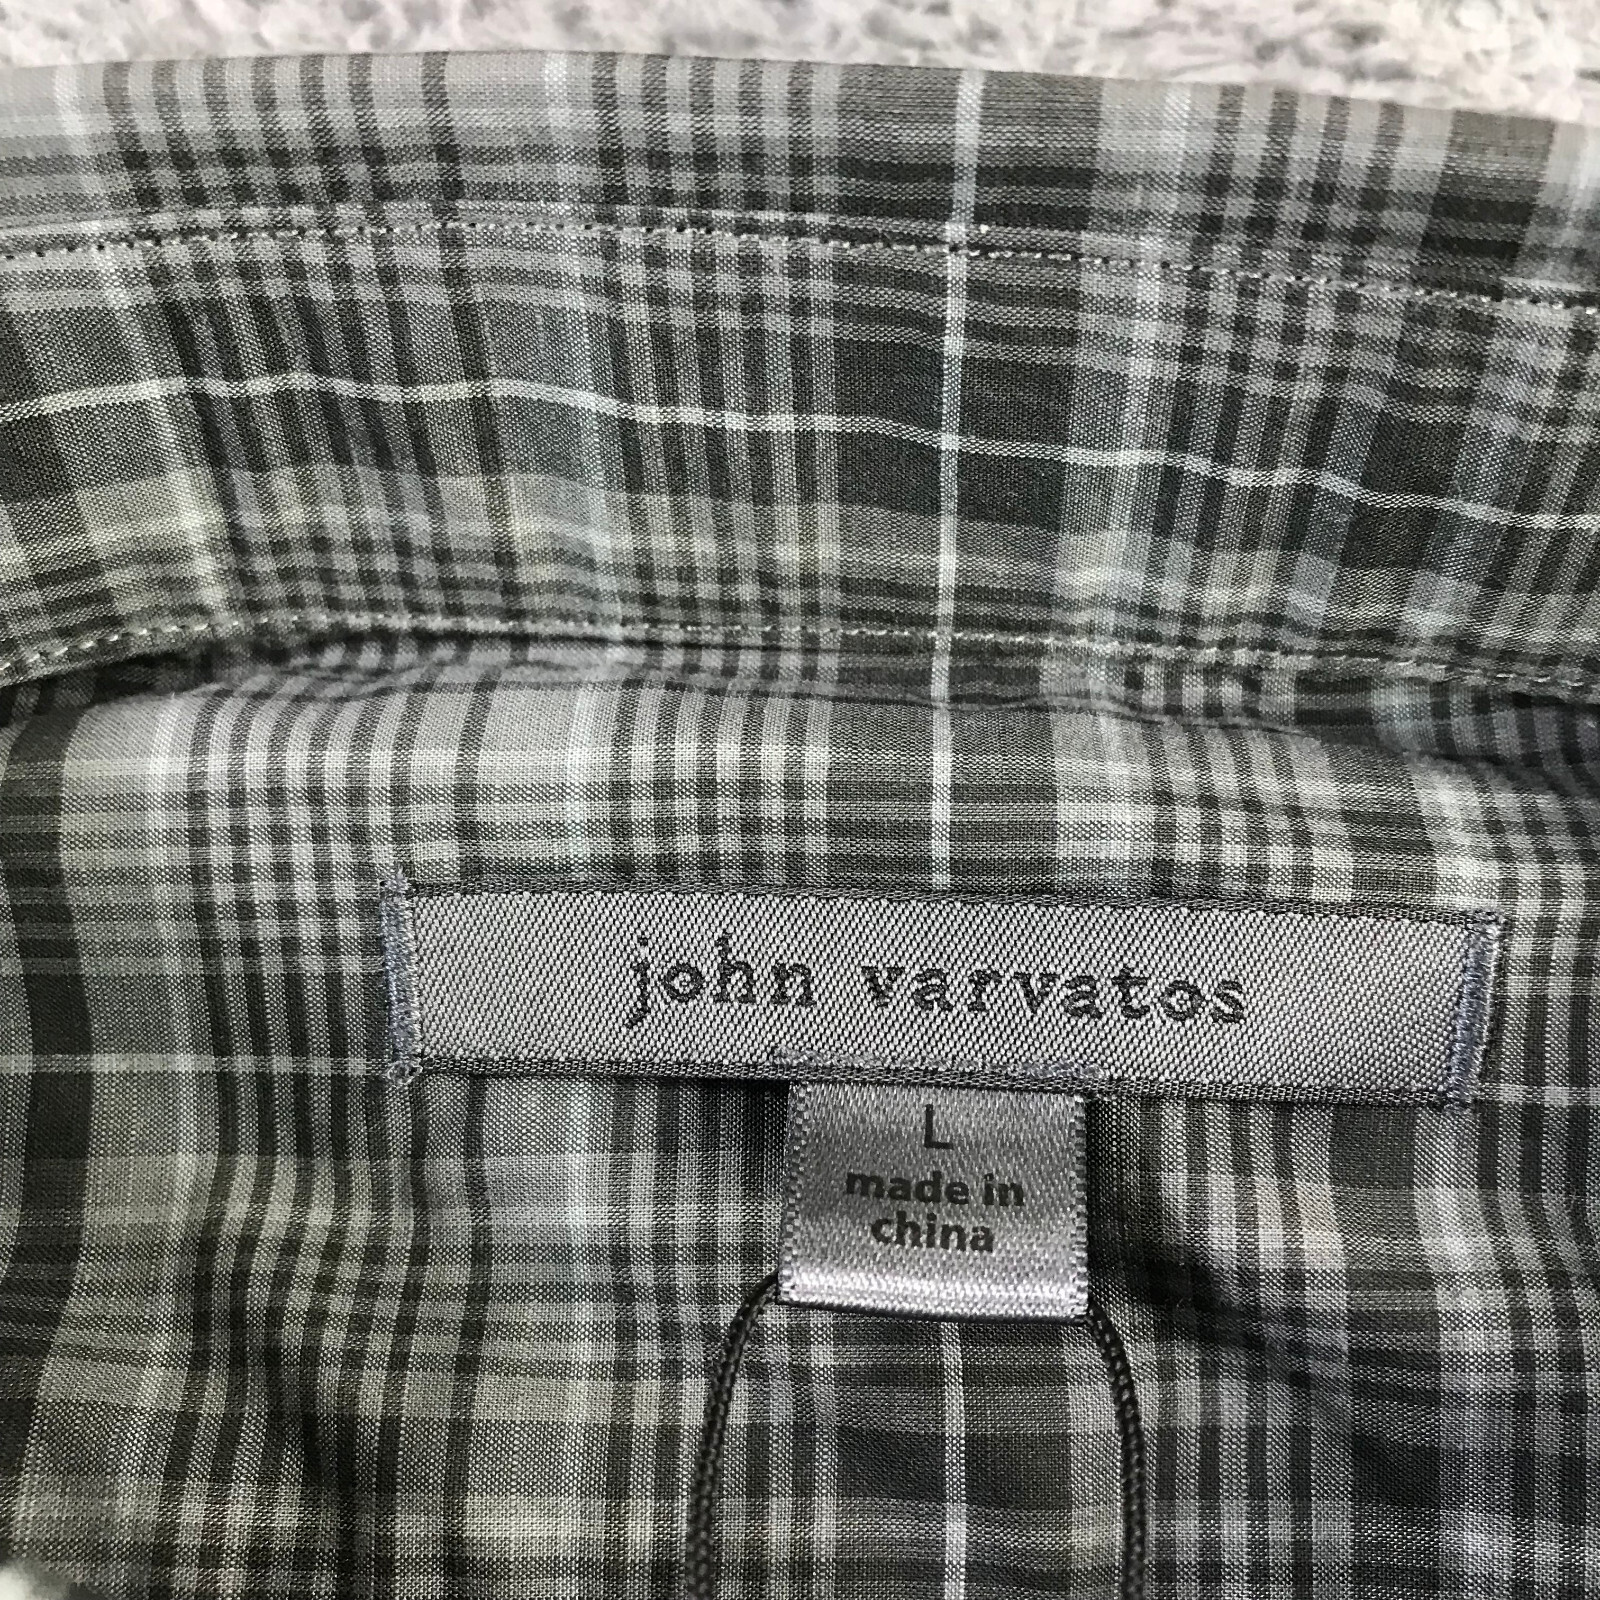 john varvatos
L
made in
china